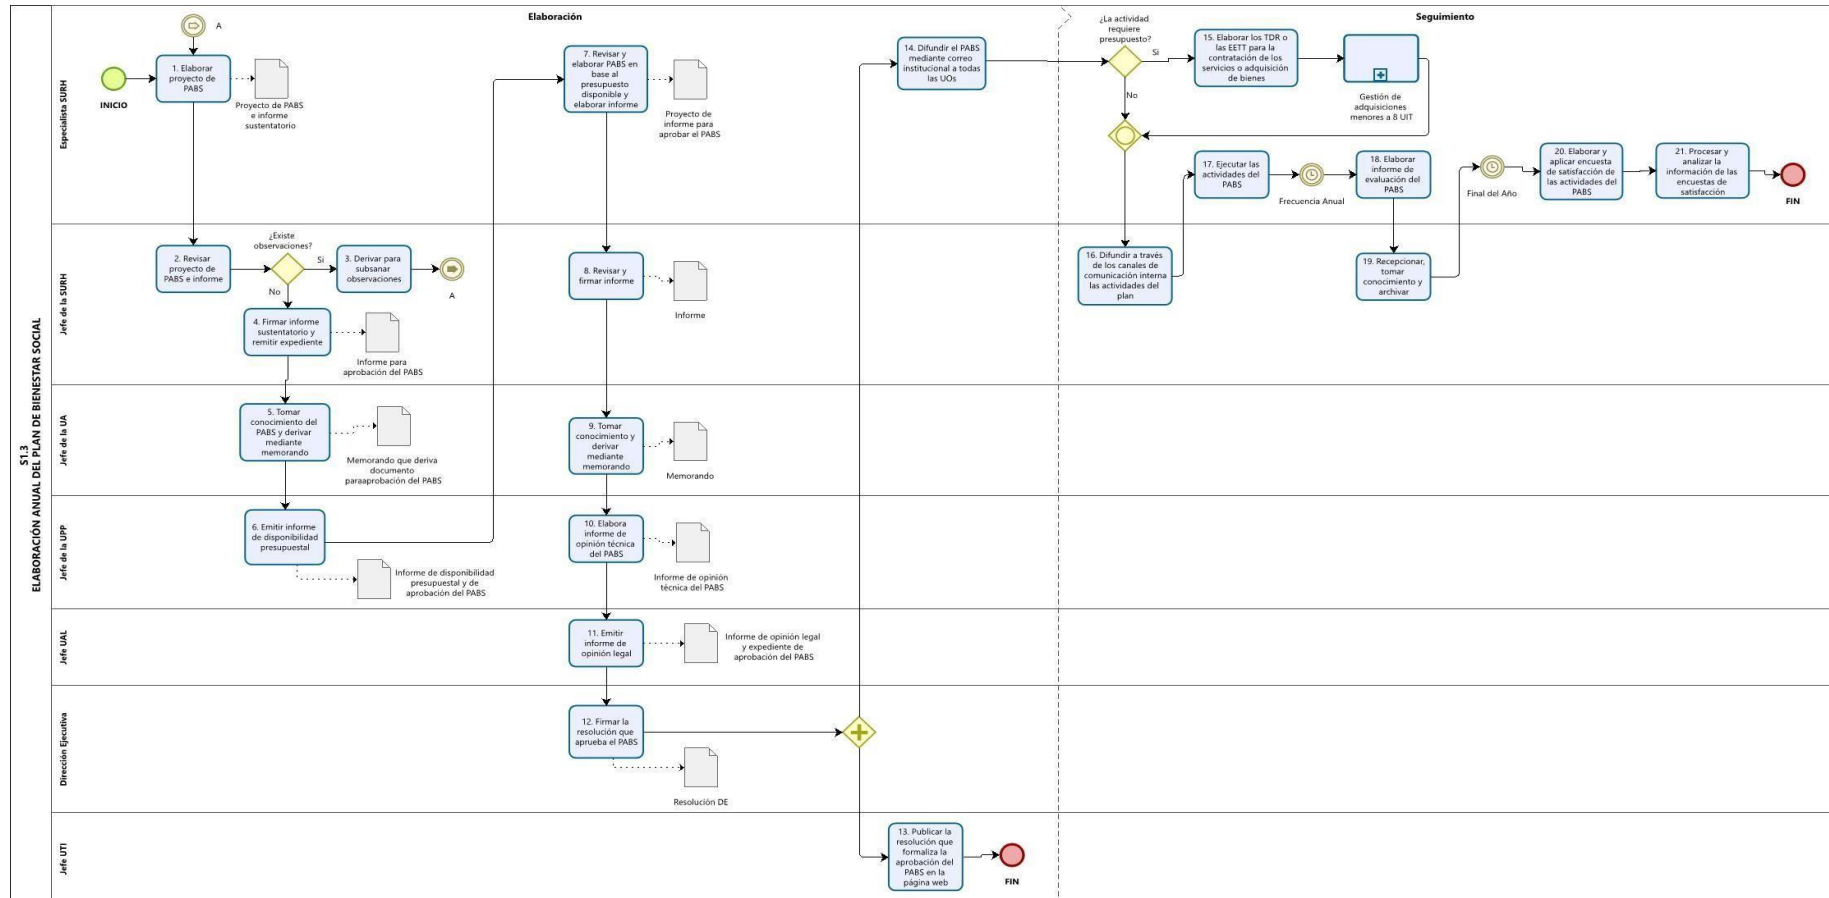 S1.3
ELABORACIÓN ANUAL DEL PLAN DE BIENESTAR SOCIAL
Elaboración
Seguimiento
Especialista SURH
A
INICIO
1. Elaborar
proyecto de
PABS
Proyecto de PABS
e informe
sustentatorio
7. Revisar y
elaborar PABS en
base al
presupuesto
disponible y
elaborar informe
Proyecto de
informe para
aprobar el PABS
14. Difundir el PABS
mediante correo
institucional a todas
las UOs
¿La actividad
requiere
presupuesto?
Si
No
15. Elaborar los TDR o
las EETT para la
contratación de los
servicios o adquisición
de bienes
Gestión de
adquisiciones
menores a 8 UIT
17. Ejecutar las
actividades del
PABS
Frecuencia Anual
18. Elaborar
informe de
evaluación del
PABS
Final del Año
20. Elaborar y
aplicar encuesta
de satisfacción de
las actividades del
PABS
21. Procesar y
analizar la
información de las
encuestas de
satisfacción
FIN
Jefe de la SURH
2. Revisar
proyecto de
PABS e informe
¿Existe
observaciones?
Si
No
3. Derivar para
subsanar
observaciones
A
4. Firmar informe
sustentatorio y
remitir expediente
Informe para
aprobación del PABS
8. Revisar y
firmar informe
Informe
16. Difundir a través
de los canales de
comunicación interna
las actividades del
plan
19. Recepcionar,
tomar
conocimiento y
archivar
Jefe de la UA
5. Tomar
conocimiento del
PABS y derivar
mediante
memorando
Memorando que deriva
documento
paraaprobación del PABS
9. Tomar
conocimiento y
derivar
mediante
memorando
Memorando
Jefe de la UPP
6. Emitir informe
de disponibilidad
presupuestal
Informe de disponibilidad
presupuestal y de
aprobación del PABS
10. Elabora
informe de
opinión técnica
del PABS
Informe de opinión
técnica del PABS
Jefe UAL
11. Emitir
informe de
opinión legal
Informe de opinión legal
y expediente de
aprobación del PABS
Dirección Ejecutiva
12. Firmar la
resolución que
aprueba el PABS
Resolución DE
Jefe UTI
13. Publicar la
resolución que
formaliza la
aprobación del
PABS en la
página web
FIN